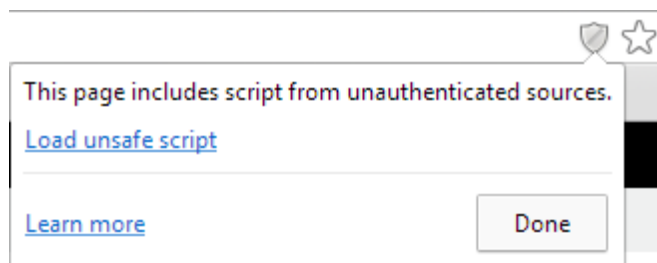 This page includes script from unauthenticated sources.
Load unsafe script
Learn more
Done